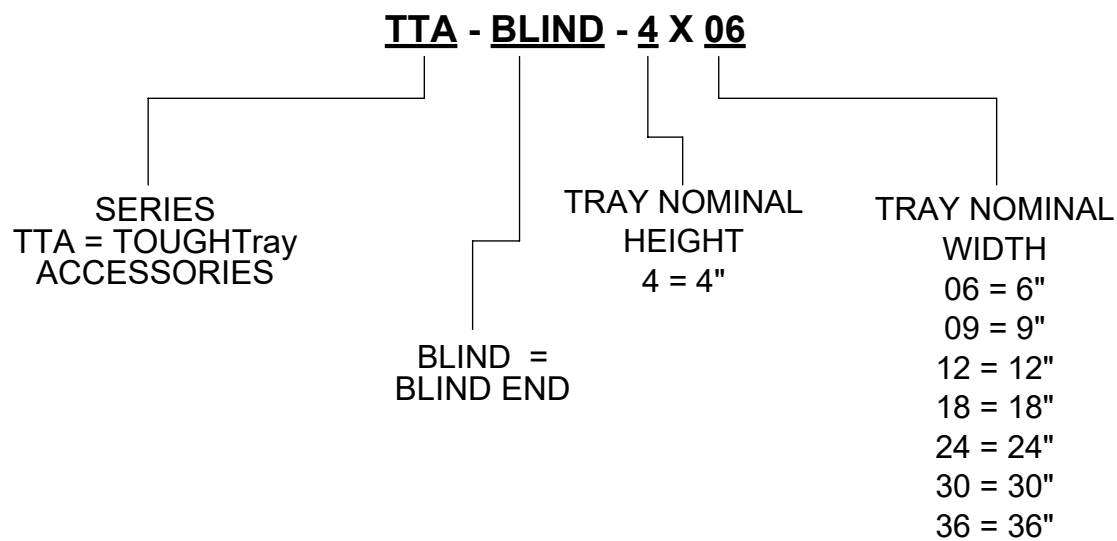 TTA - BLIND - 4 X 06
SERIES
TTA = TOUGHTray
ACCESSORIES
BLIND =
BLIND END
TRAY NOMINAL
HEIGHT
4 = 4"
TRAY NOMINAL
WIDTH
06 = 6"
09 = 9"
12 = 12"
18 = 18"
24 = 24"
30 = 30"
36 = 36"